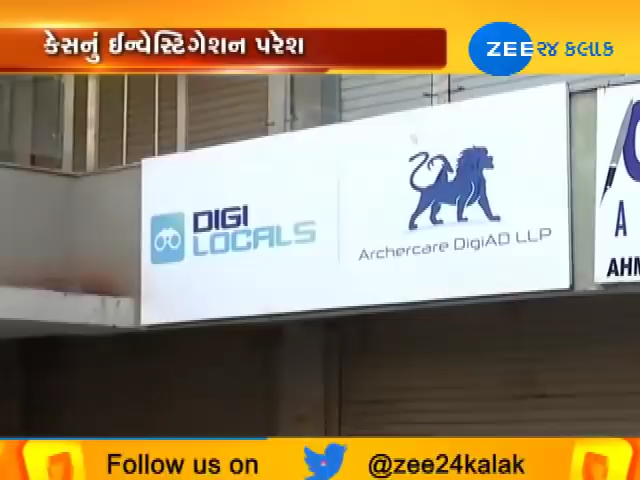 કેસનું ઈન્વેસ્ટિગેશન પરેશ
ZEE ૨૪ કલાક
DIGI
LOCALS
Archercare DigiAD LLP
A
AHM
Follow us on @zee24kalak